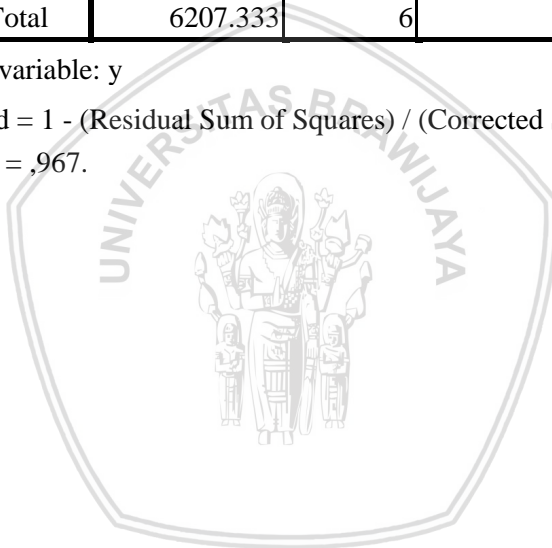 Total 6207.333 6
variable: y
d = 1 - (Residual Sum of Squares) / (Corrected
= ,967.
UNIVERSITAS BRAWIJAYA